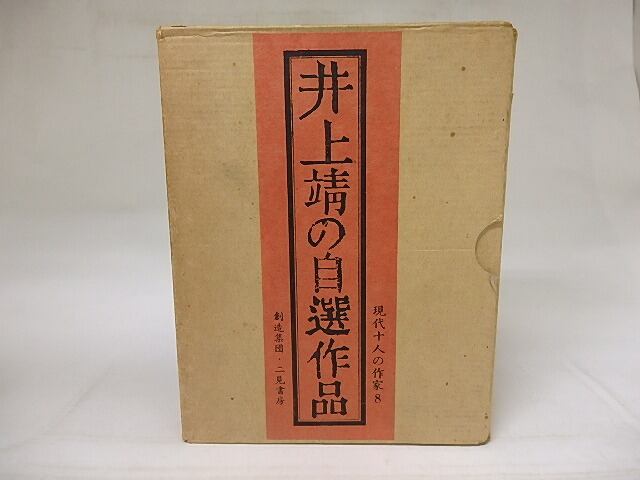 現代十人の作家8
井上靖の自選作品
創造集団・二見書房